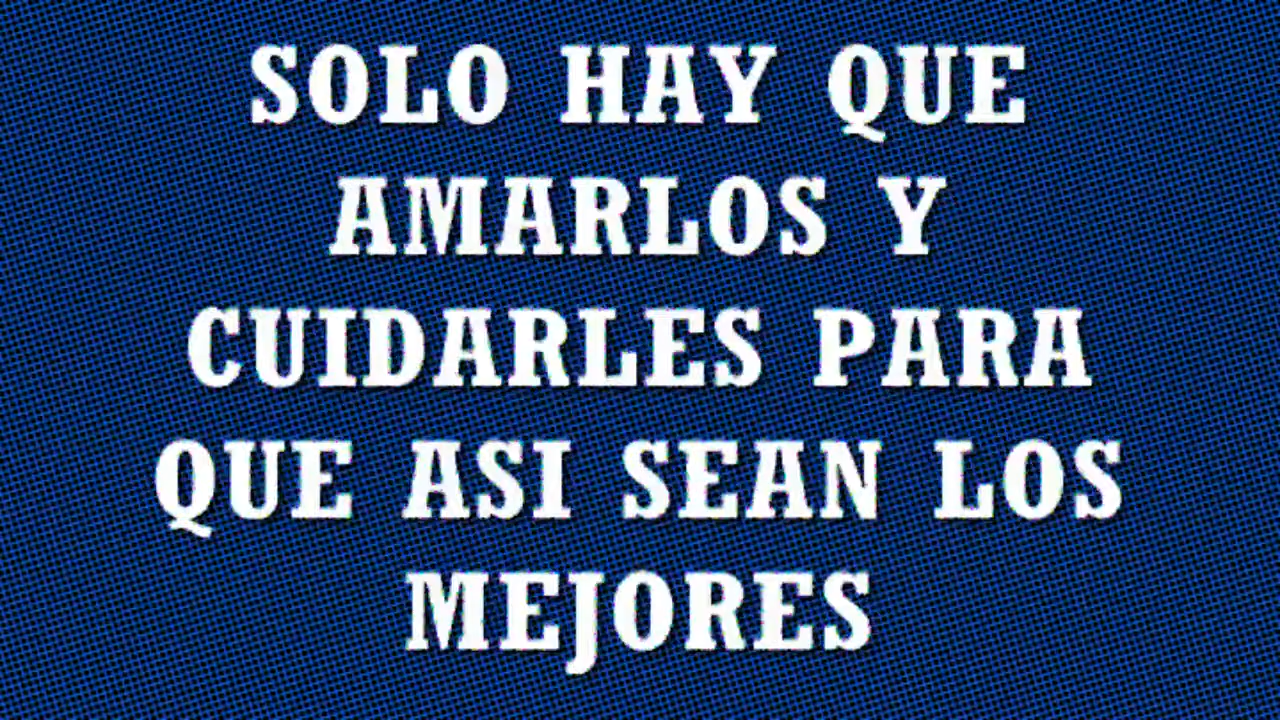 SOLO HAY QUE
AMARLOS Y
CUIDARLES PARA
QUE ASI SEAN LOS
MEJORES